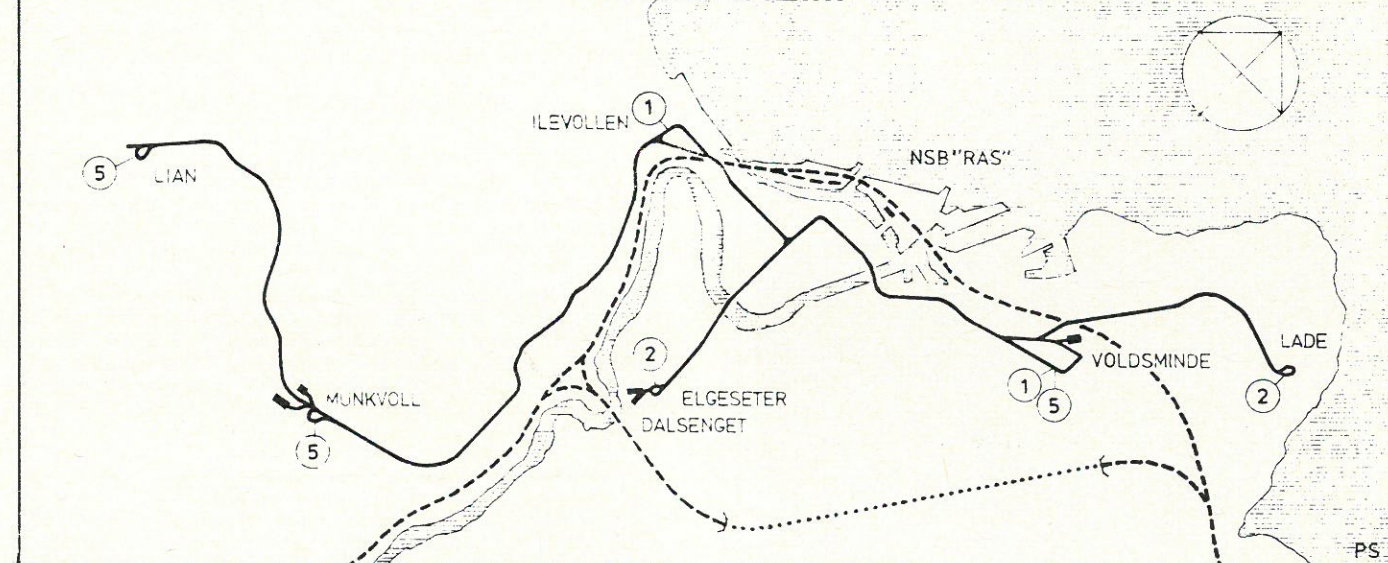 1
ILEVOLLEN
NSB "RAS"
5
LIAN
2
LADE
VOLDSMINDE
MUNKVOLL
ELGESETER
1
2
DALSENGET
5
5
PS